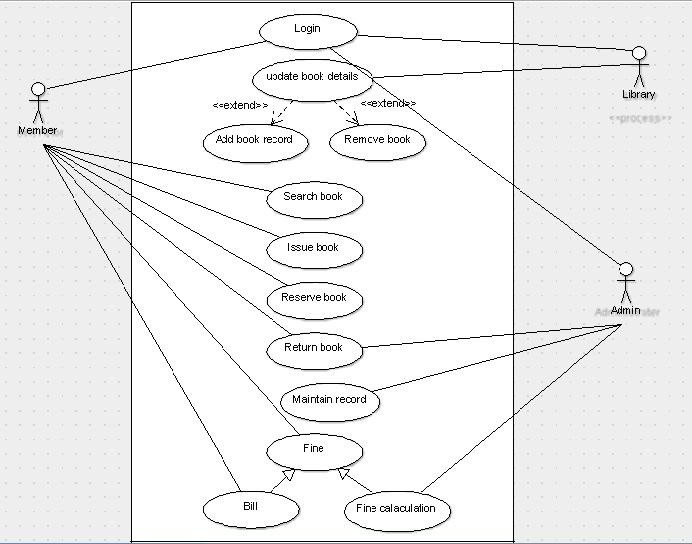 Login
update book details
<<extend>>
<<extend>>
Add book record
Remove book
Member
Library
<<process>>
Search book
Issue book
Reserve book
Admin
Return book
Maintain record
Fine
Bill
Fine calaculation